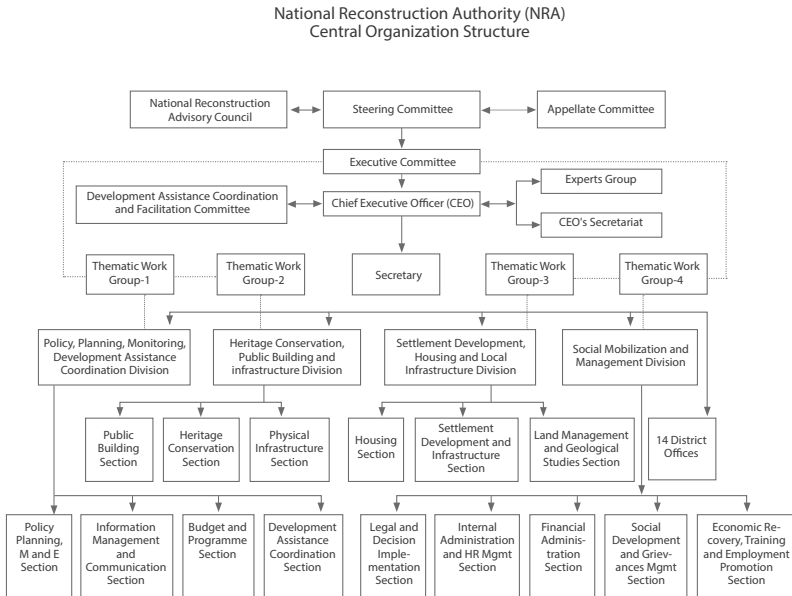 National Reconstruction Authority (NRA)
Central Organization Structure
National Reconstruction
Advisory Council
Steering Committee
Appellate Committee
Executive Committee
Development Assistance Coordination
and Facilitation Committee
Chief Executive Officer (CEO)
Experts Group
CEO's Secretariat
Thematic Work
Group-1
Thematic Work
Group-2
Secretary
Thematic Work
Group-3
Thematic Work
Group-4
Policy, Planning, Monitoring,
Development Assistance
Coordination Division
Heritage Conservation,
Public Building and
infrastructure Division
Settlement Development,
Housing and Local
Infrastructure Division
Social Mobilization and
Management Division
Public
Building
Section
Heritage
Conservation
Section
Physical
Infrastructure
Section
Housing
Section
Settlement
Development and
Infrastructure
Section
Land Management
and Geological
Studies Section
14 District
Offices
Policy
Planning,
M and E
Section
Information
Management
and
Communication
Section
Budget and
Programme
Section
Development
Assistance
Coordination
Section
Legal and
Decision
Imple-
mentation
Section
Internal
Administration
and HR Mgmt
Section
Financial
Adminis-
tration
Section
Social
Development
and Griev-
ances Mgmt
Section
Economic Re-
covery, Training
and Employment
Promotion
Section